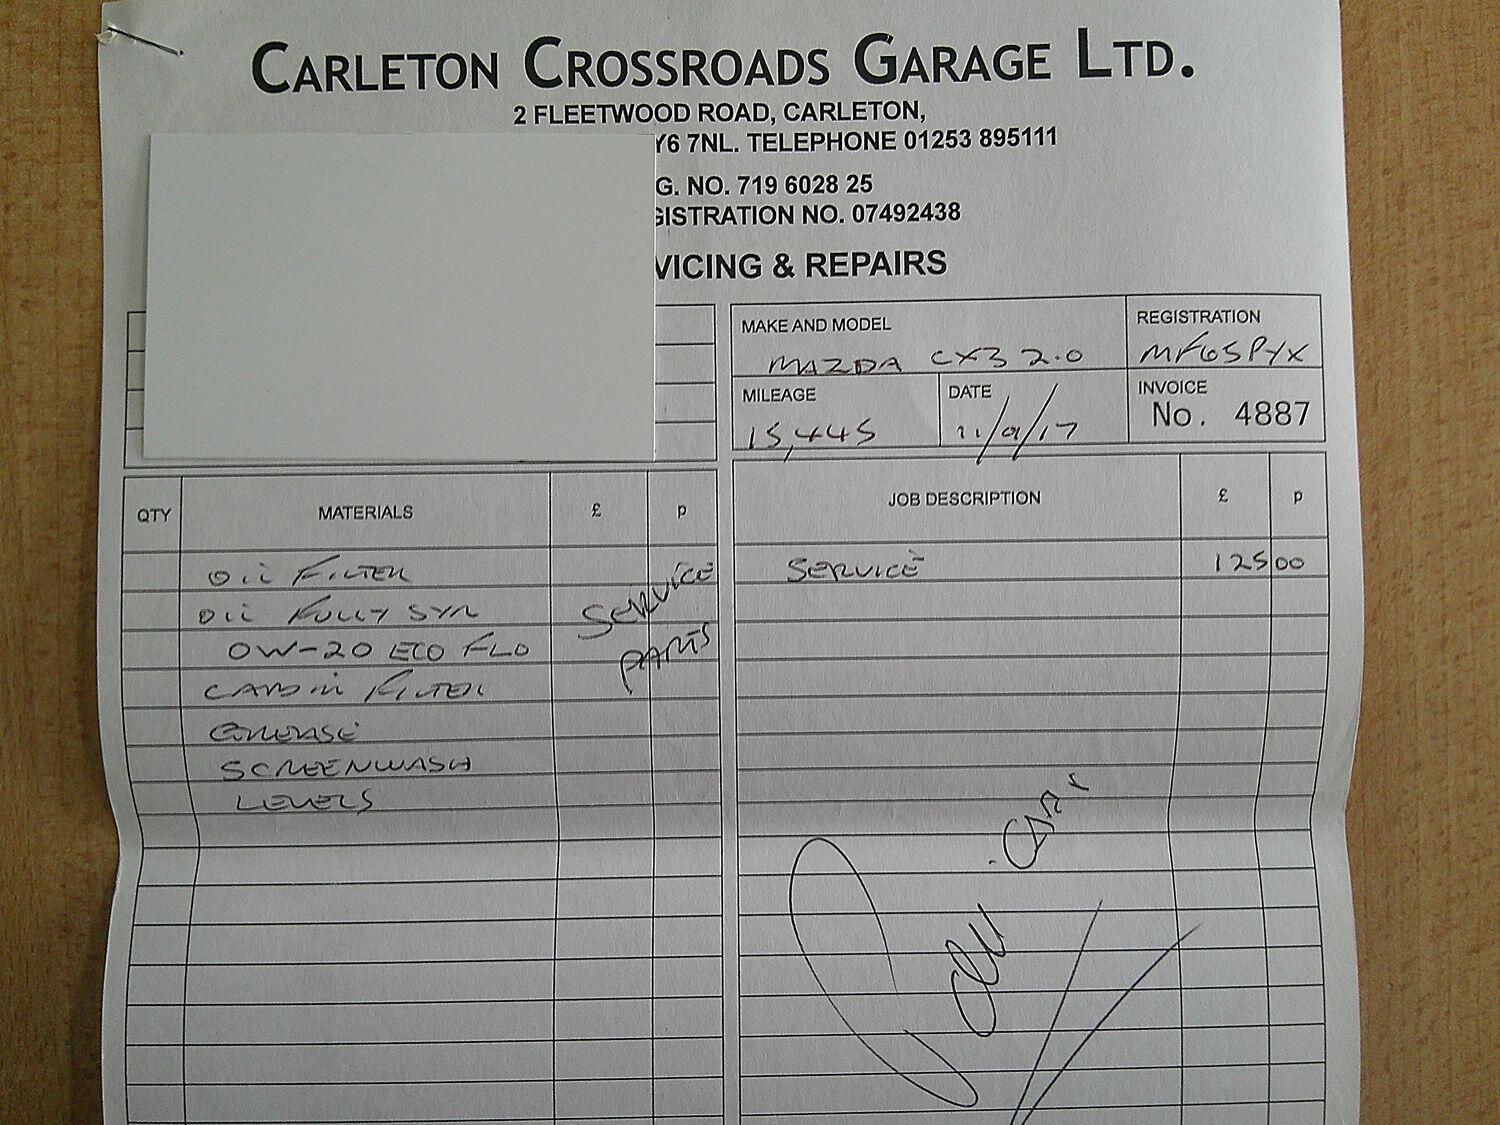 CARLETON CROSSROADS GARAGE LTD.
2 FLEETWOOD ROAD, CARLETON,
Y6 7NL. TELEPHONE 01253 895111
G. NO. 719 6028 25
GISTRATION NO. 07492438
VICING & REPAIRS
MAKE AND MODEL
MAZDA CX3 2.0
REGISTRATION
MF65PYX
MILEAGE
15,445
DATE
11/9/17
INVOICE
No. 4887
QTY MATERIALS £ p
OIL FILTER
OIL FULLY SYN
0W-20 ECO FLO
CABIN FILTER
GREASE
SCREENWASH
LEVELS
SERVICE
PARTS
JOB DESCRIPTION £ p
SERVICE 125 00